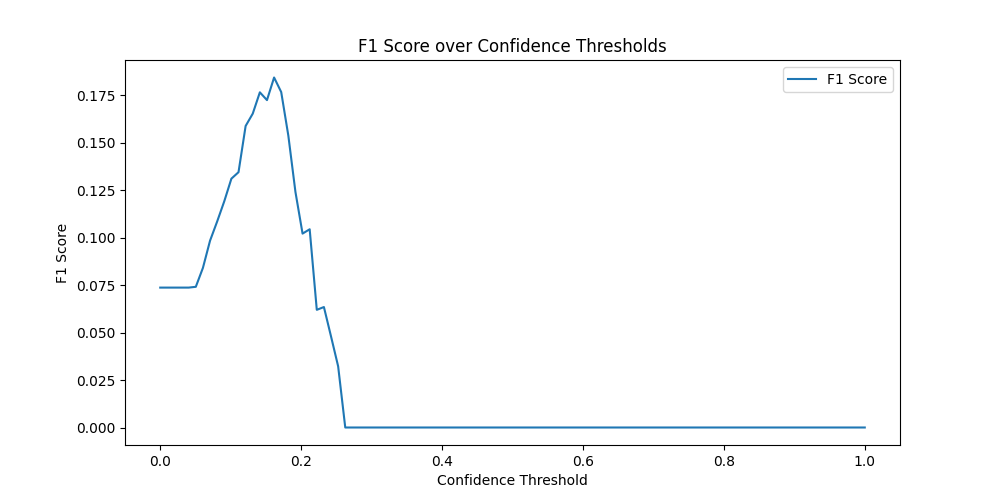 F1 Score over Confidence Thresholds
F1 Score
0.175
0.150
0.125
0.100
0.075
0.050
0.025
0.000
F1 Score
0.0 0.2 0.4 0.6 0.8 1.0
Confidence Threshold